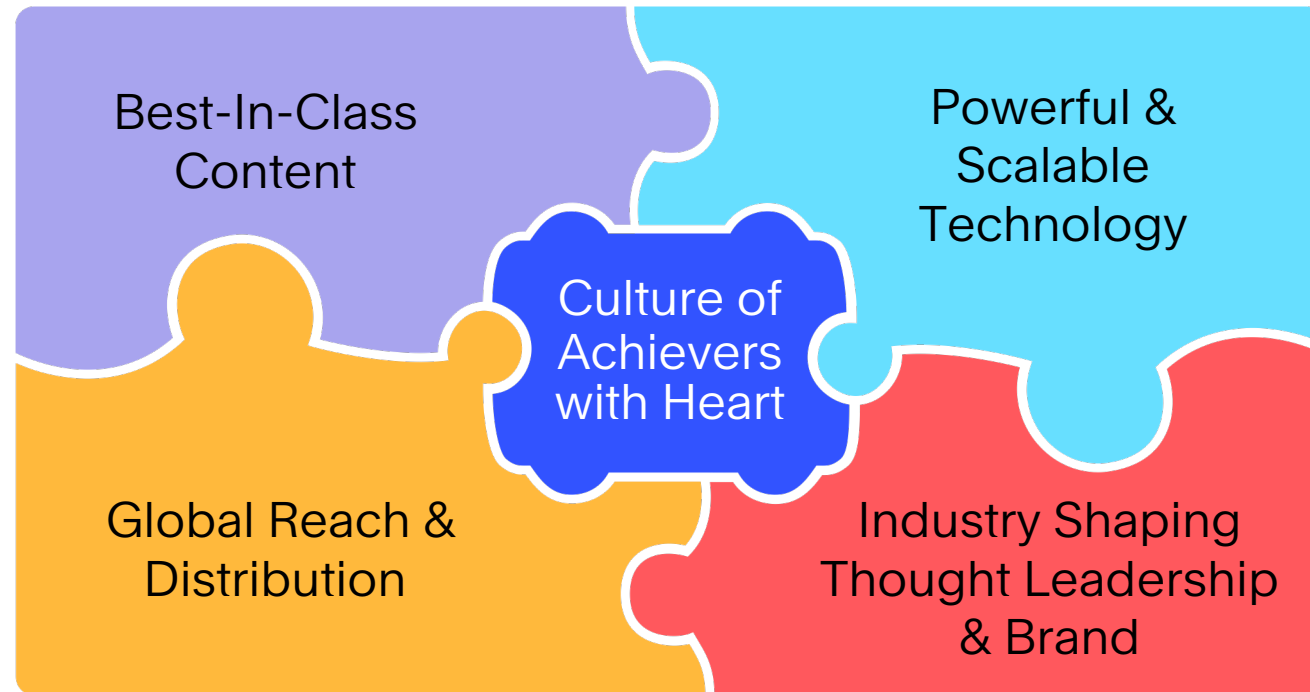 Best-In-Class
Content
Powerful &
Scalable
Technology
Culture of
Achievers
with Heart
Global Reach &
Distribution
Industry Shaping
Thought Leadership
& Brand